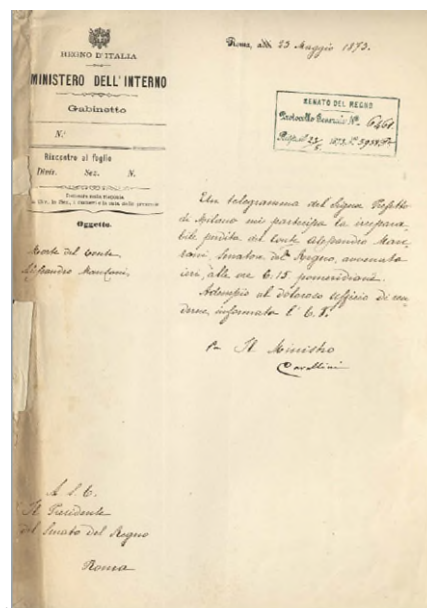 Roma, addì 23 Maggio 1873.
REGNO D'ITALIA
MINISTERO DELL'INTERNO
Gabinetto
N.°
Riscontro al foglio
Divis. Sez. N.
Oggetto
Morte del Conte
Alessandro Manzoni.
SENATO DEL REGNO
Protocollo Generale N.° 6461
Un telegramma del Signor Prefetto
di Milano mi partecipa la irrepara-
bile perdita del Conte Alessandro Man-
zoni, Senatore del Regno, avvenuta
ieri, alle ore 6.15 pomeridiane.
Adempio al doloroso ufficio di ren-
derne informata l'E.V.
Il Ministro
Cavallini
A S. E.
Il Presidente
del Senato del Regno
Roma